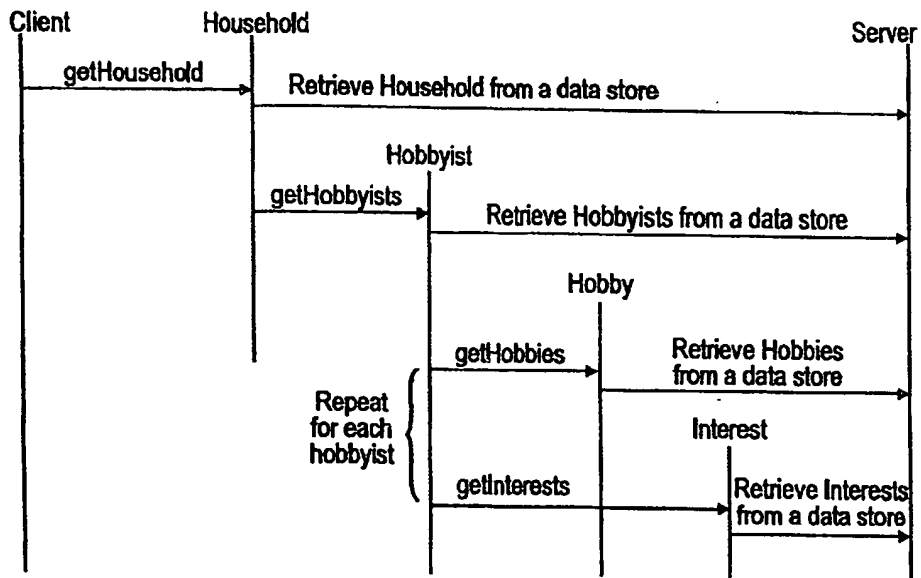 Client
Household
Server
getHousehold
Retrieve Household from a data store
Hobbyist
getHobbyists
Retrieve Hobbyists from a data store
Hobby
getHobbies
Retrieve Hobbies
from a data store
Repeat
for each
hobbyist
Interest
getInterests
Retrieve Interests
from a data store